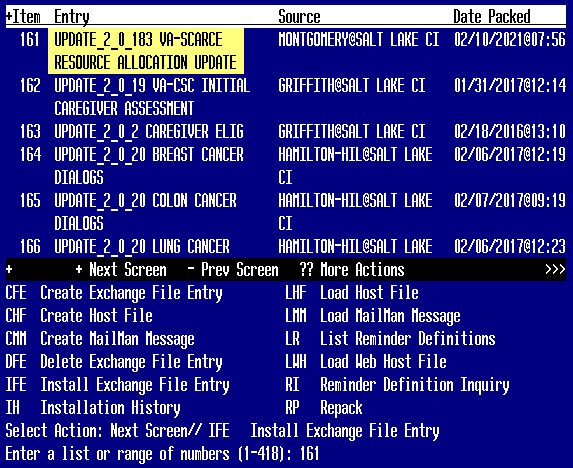 +Item  Entry  Source  Date Packed
161  UPDATE_2_0_183 VA-SCARCE  MONTGOMERY@SALT LAKE CI  02/10/2021@07:56
RESOURCE ALLOCATION UPDATE
162  UPDATE_2_0_19 VA-CSC INITIAL  GRIFFITH@SALT LAKE CI  01/31/2017@12:14
CAREGIVER ASSESSMENT
163  UPDATE_2_0_2 CAREGIVER ELIG  GRIFFITH@SALT LAKE CI  02/18/2016@13:10
164  UPDATE_2_0_20 BREAST CANCER  HAMILTON-HIL@SALT LAKE  02/06/2017@12:19
DIALOGS  CI
165  UPDATE_2_0_20 COLON CANCER  HAMILTON-HIL@SALT LAKE  02/07/2017@09:19
DIALOGS  CI
166  UPDATE_2_0_20 LUNG CANCER  HAMILTON-HIL@SALT LAKE  02/06/2017@12:23
+  + Next Screen  - Prev Screen  ?? More Actions  >>>
CFE  Create Exchange File Entry  LHF  Load Host File
CHF  Create Host File  LMM  Load MailMan Message
CMM  Create MailMan Message  LR  List Reminder Definitions
DFE  Delete Exchange File Entry  LWH  Load Web Host File
IFE  Install Exchange File Entry  RI  Reminder Definition Inquiry
IH  Installation History  RP  Repack
Select Action: Next Screen// IFE  Install Exchange File Entry
Enter a list or range of numbers (1-418): 161